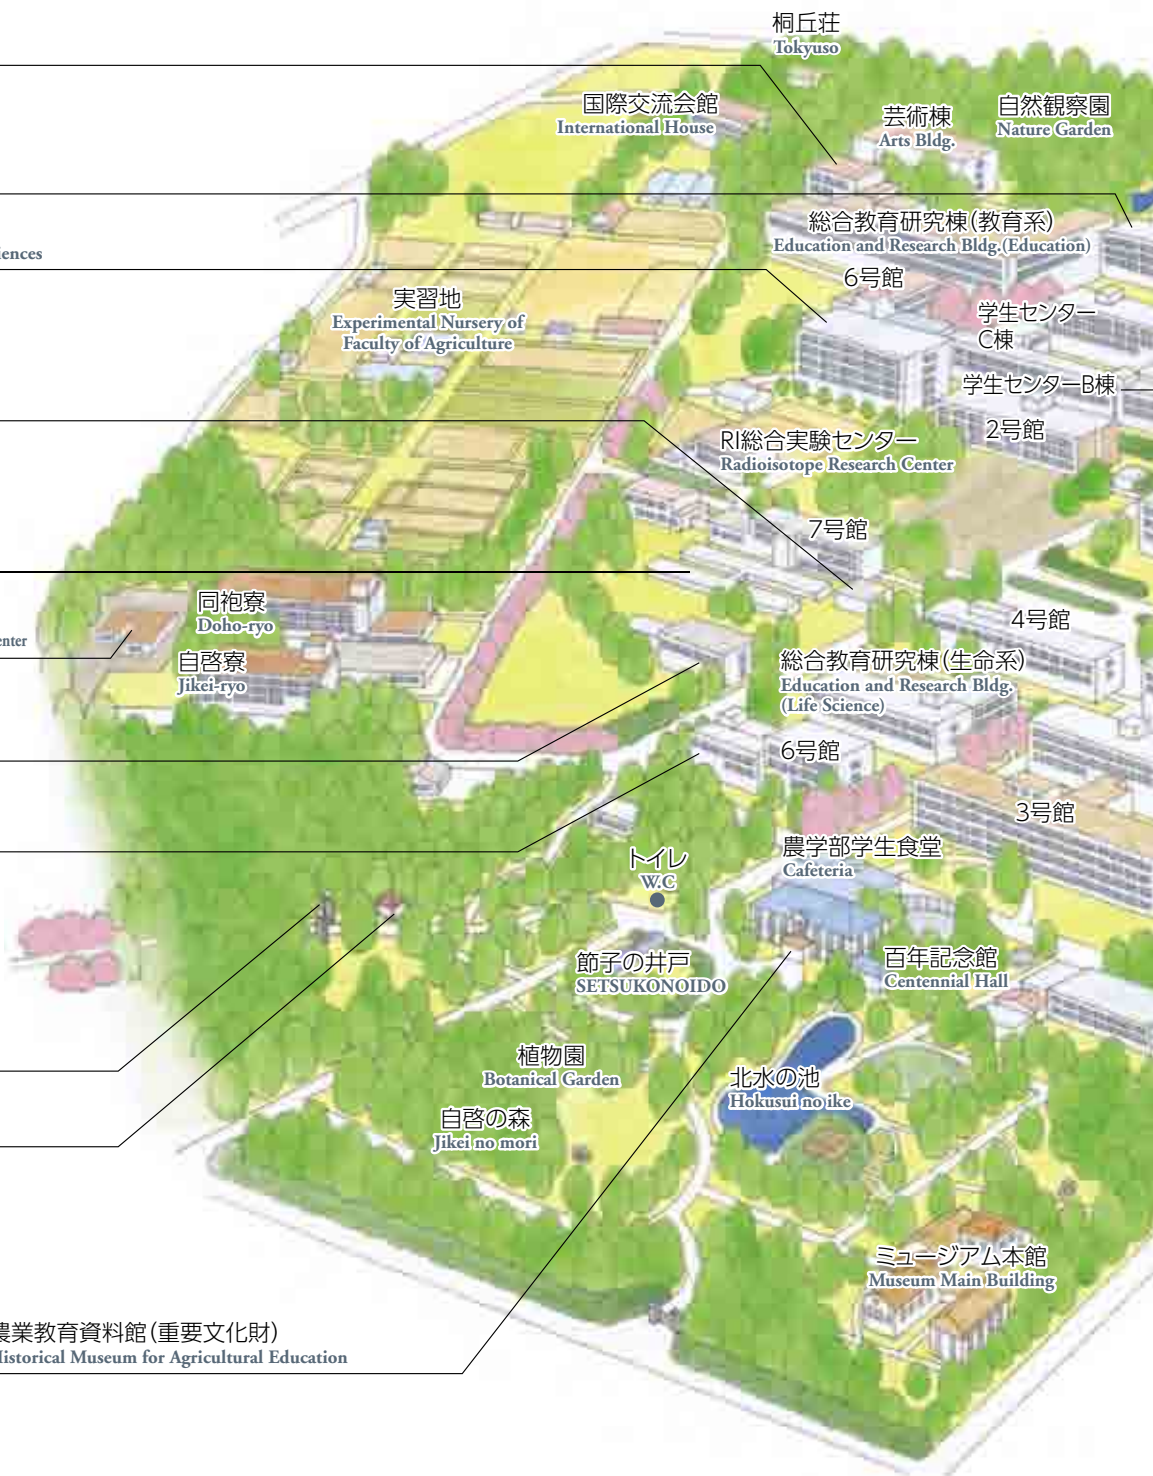 桐丘荘
Tokyuso
国際交流会館
International House
芸術棟
Arts Bldg.
自然観察園
Nature Garden
総合教育研究棟(教育系)
Education and Research Bldg.(Education)
6号館
実習地
Experimental Nursery of
Faculty of Agriculture
学生センター
C棟
学生センターB棟
2号館
RI総合実験センター
Radioisotope Research Center
7号館
同袍寮
Doho-ryo
自啓寮
Jikei-ryo
4号館
総合教育研究棟(生命系)
Education and Research Bldg.
(Life Science)
6号館
3号館
農学部学生食堂
Cafeteria
トイレ
W.C
節子の井戸
SETSUKONOIDO
百年記念館
Centennial Hall
植物園
Botanical Garden
北水の池
Hokusui no ike
自啓の森
Jikei no mori
ミュージアム本館
Museum Main Building
農業教育資料館(重要文化財)
Historical Museum for Agricultural Education